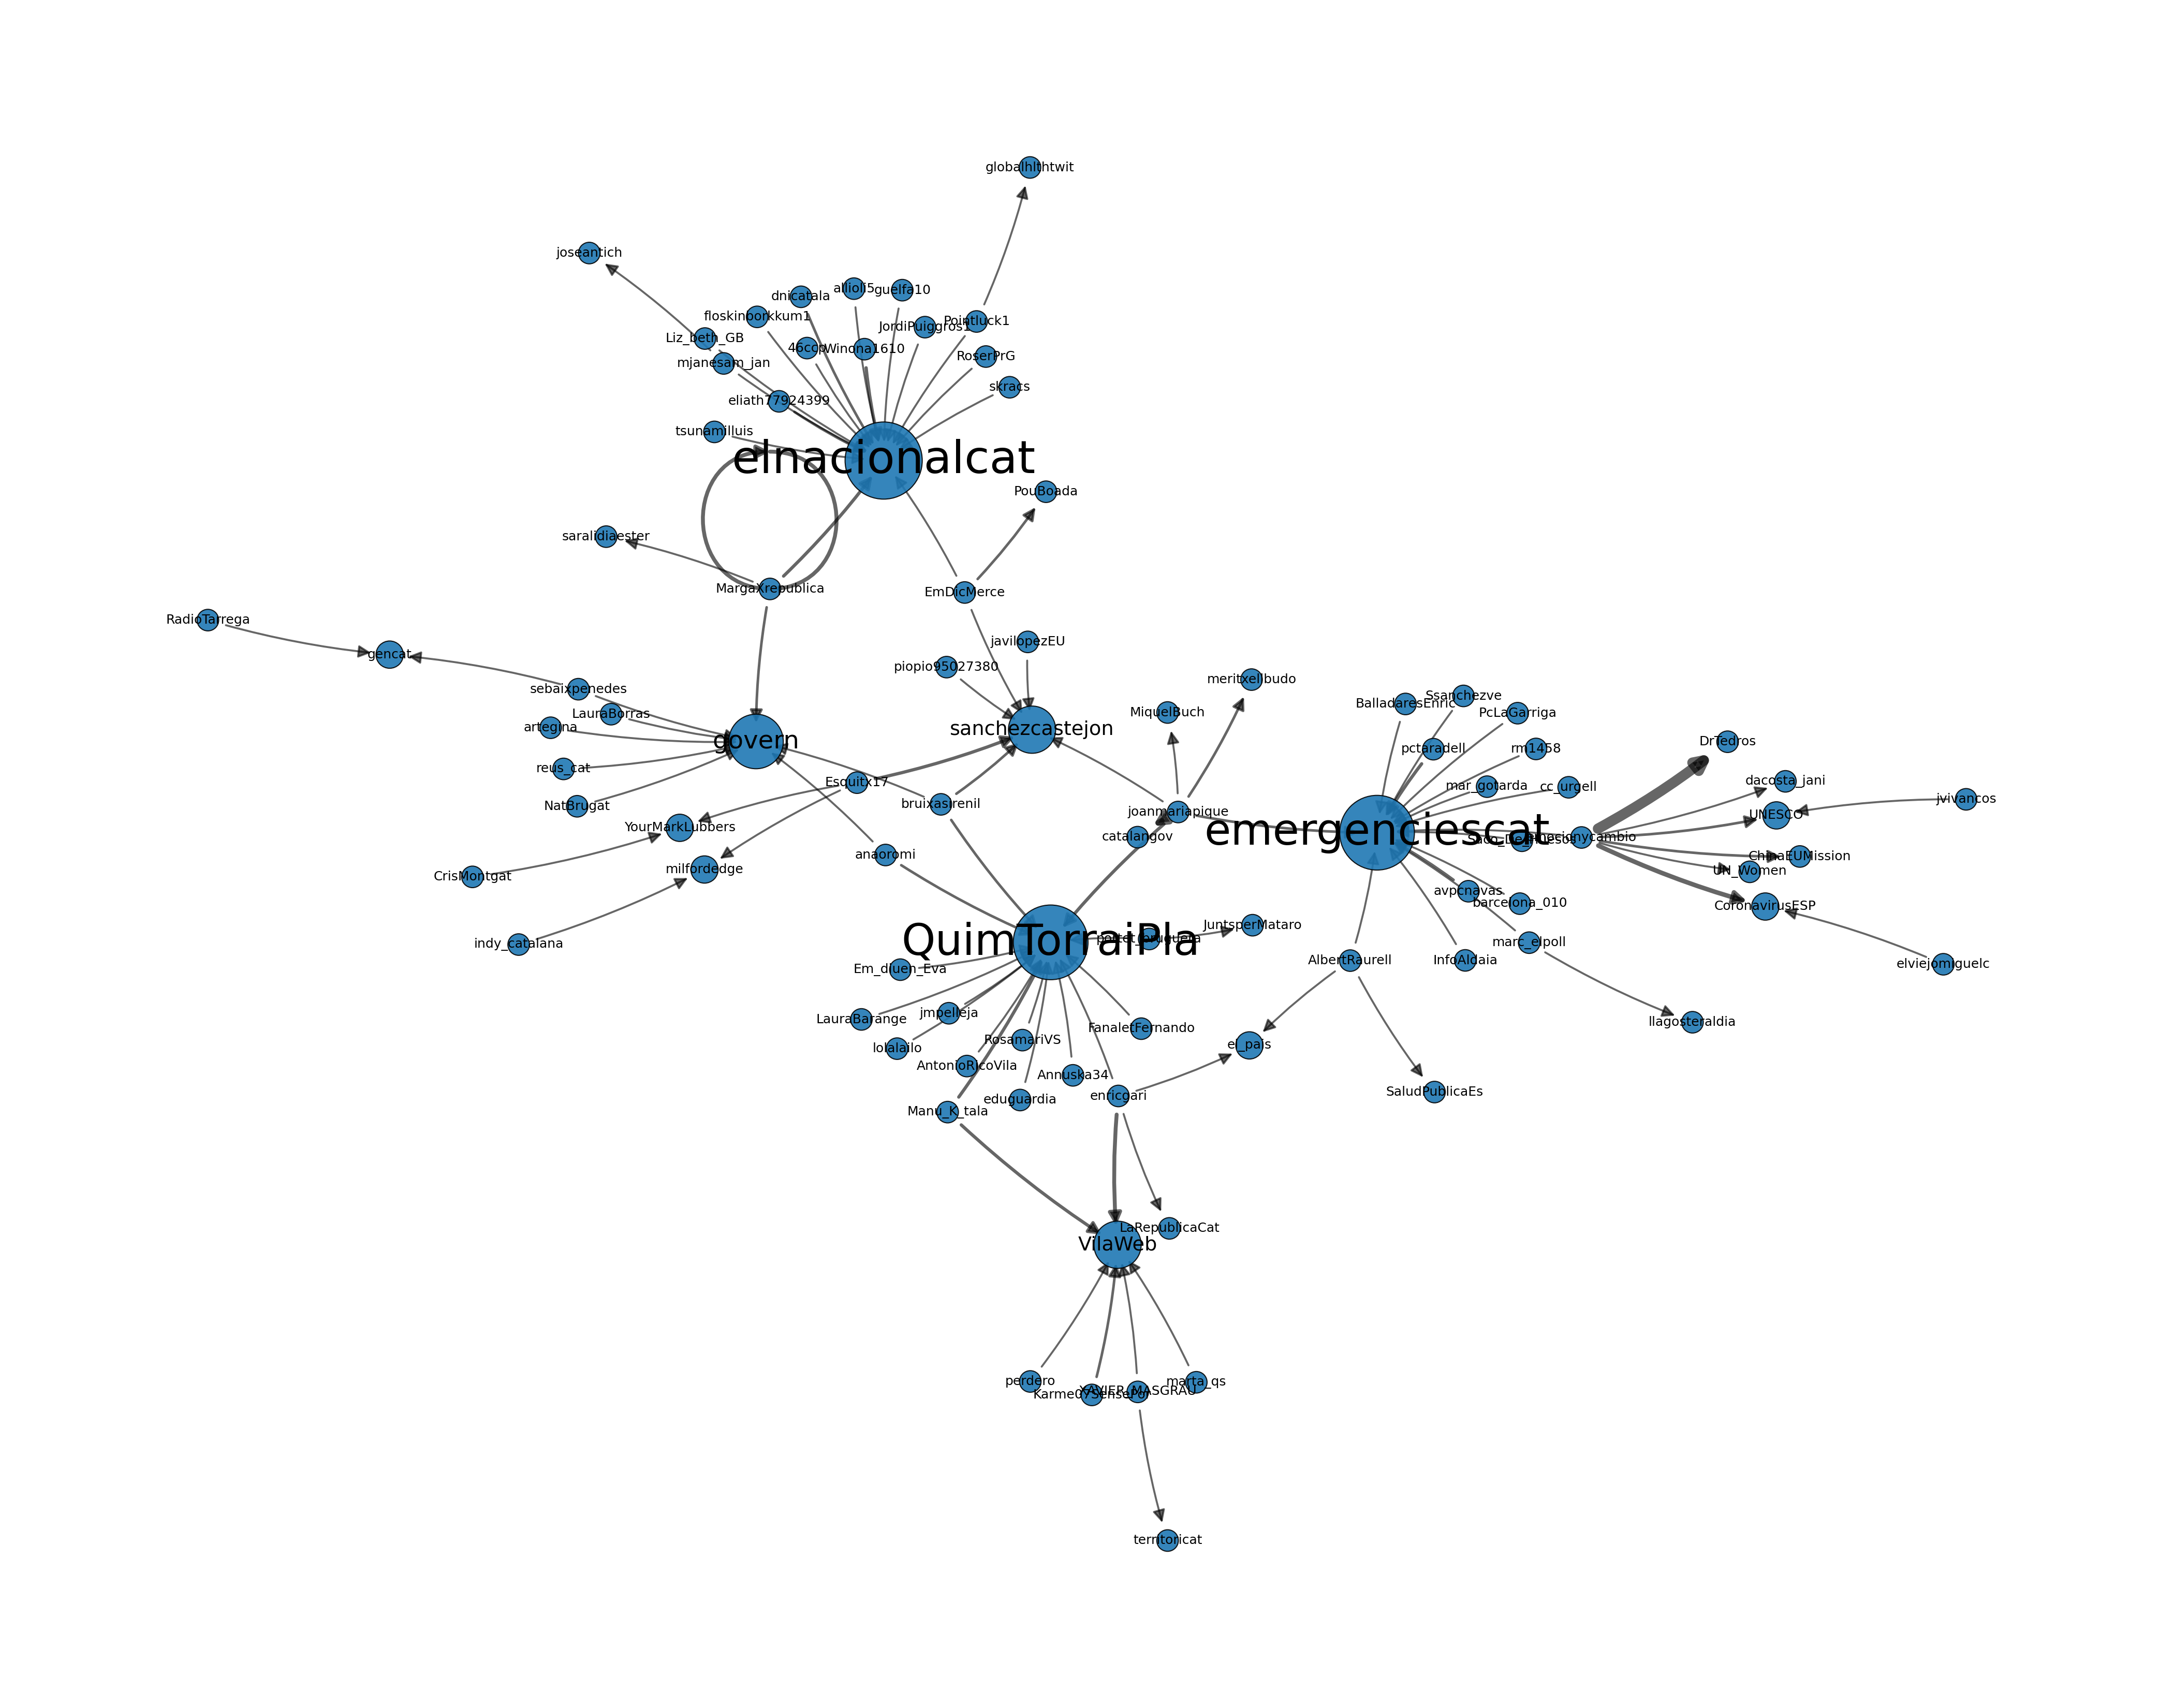 globalhlthtwit
joseantich
allioli5
guelfa10
dnicatala
floskinborkkum1
Pointluck1
JordiPuiggros1
Liz_beth_GB
46ccp
Winona1610
RoserPrG
mjanesam_jan
skracs
eliath77924399
tsunamilluis
elnacionalcat
PouBoada
saralidiaester
MargaXrepublica
EmDicMerce
RadioTarrega
javilopezEU
gencat
piopio95027380
meritxellbudo
sebaixpenedes
Ssanchezve
BalladaresEnric
LauraBorras
MiquelBuch
PcLaGarriga
artegina
sanchezcastejon
govern
DrTedros
pctaradell
rm1458
reus_cat
Esquitx17
dacosta_jani
mar_gotarda
cc_urgell
jvivancos
NatBrugat
bruixasirenil
joanmariapique
UNESCO
YourMarkLubbers
emergenciescat
catalangov
anaoromi
ChinaEUMission
milfordedge
UN_Women
CrisMontgat
avpcnavas
barcelona_010
CoronavirusESP
JuntsperMataro
QuimTorraiPla
indy_catalana
marc_elpoll
Em_diuen_Eva
AlbertRaurell
InfoAldaia
elviejomiguelc
jmpelleja
LauraBarange
llagosteraldia
FanaletFernando
RosamariVS
lolalailo
el_pais
AntonioRicoVila
Annuska34
SaludPublicaEs
enricgari
eduguardia
Manu_K_tala
LaRepublicaCat
VilaWeb
perdero
marta_qs
XAVIER_MASGRAU
territoricat